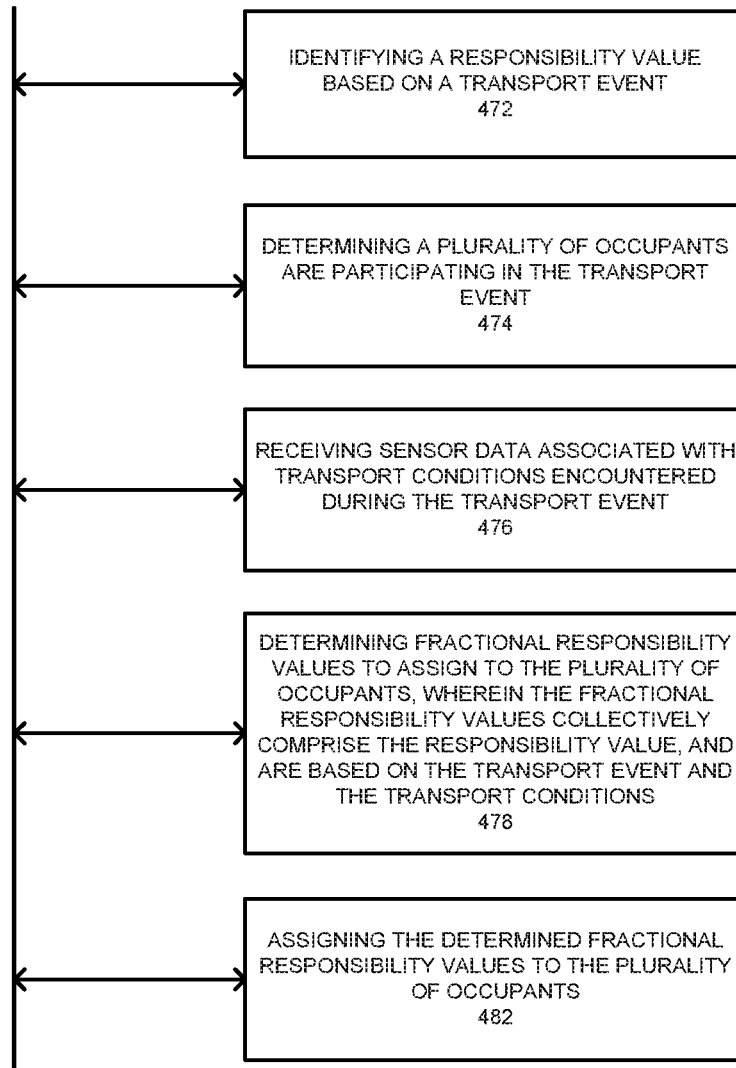 IDENTIFYING A RESPONSIBILITY VALUE
BASED ON A TRANSPORT EVENT
472
DETERMINING A PLURALITY OF OCCUPANTS
ARE PARTICIPATING IN THE TRANSPORT
EVENT
474
RECEIVING SENSOR DATA ASSOCIATED WITH
TRANSPORT CONDITIONS ENCOUNTERED
DURING THE TRANSPORT EVENT
476
DETERMINING FRACTIONAL RESPONSIBILITY
VALUES TO ASSIGN TO THE PLURALITY OF
OCCUPANTS, WHEREIN THE FRACTIONAL
RESPONSIBILITY VALUES COLLECTIVELY
COMPRISE THE RESPONSIBILITY VALUE, AND
ARE BASED ON THE TRANSPORT EVENT AND
THE TRANSPORT CONDITIONS
478
ASSIGNING THE DETERMINED FRACTIONAL
RESPONSIBILITY VALUES TO THE PLURALITY
OF OCCUPANTS
482